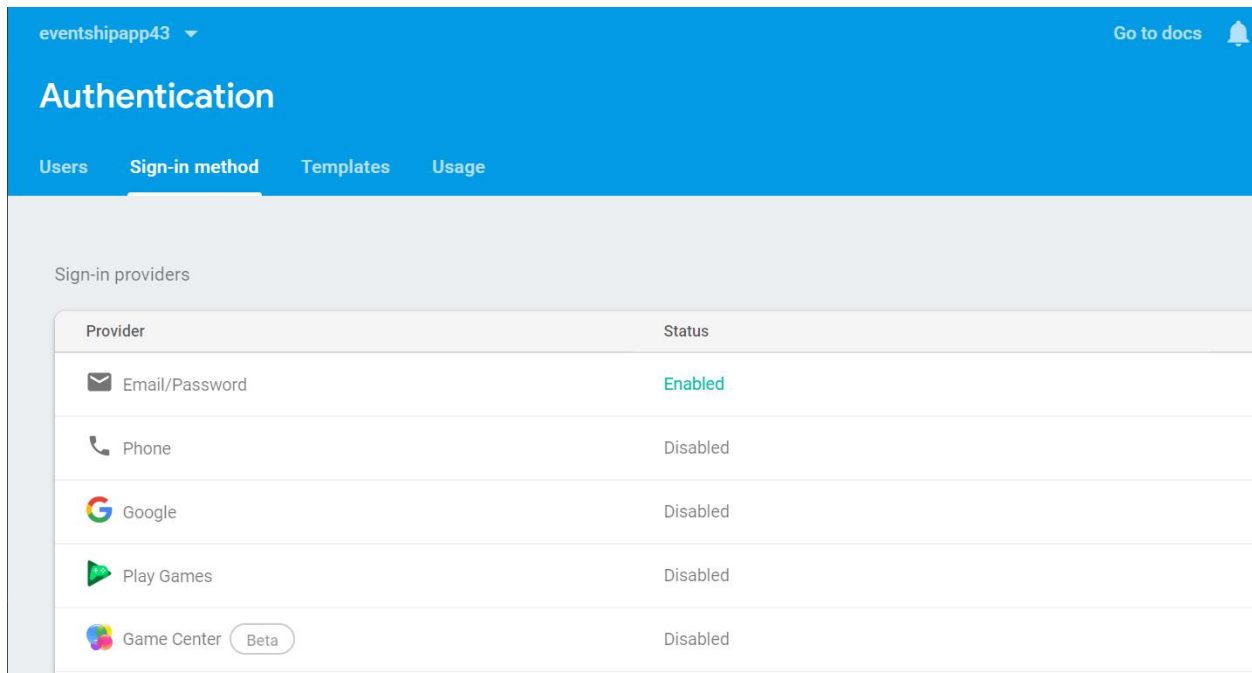 eventshipapp43 Go to docs
Authentication
Users Sign-in method Templates Usage
Sign-in providers
Provider Status
Email/Password Enabled
Phone Disabled
Google Disabled
Play Games Disabled
Game Center Beta Disabled